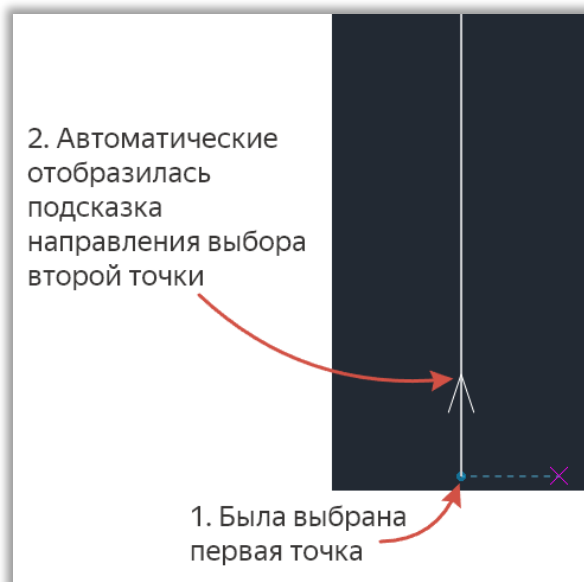 2. Автоматические
отобразилась
подсказка
направления выбора
второй точки
1. Была выбрана
первая точка